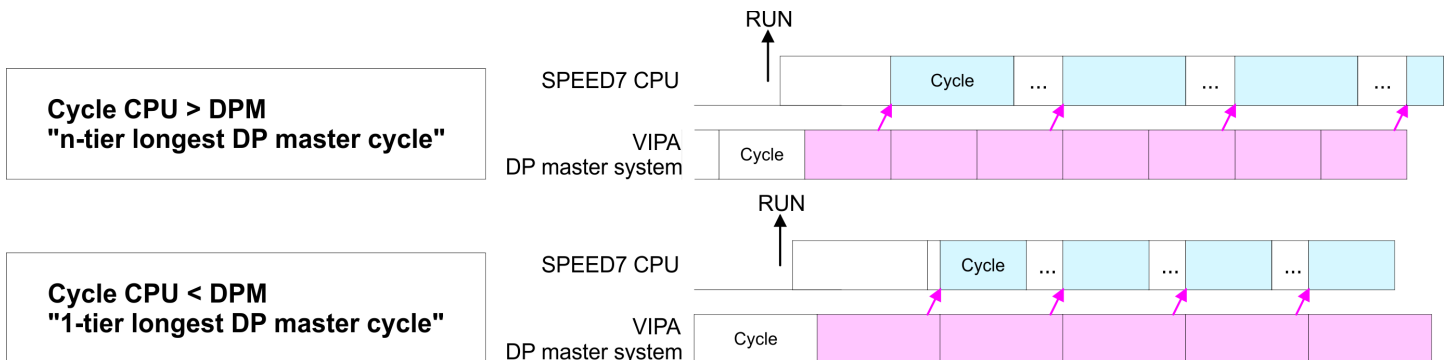 RUN
SPEED7 CPU
Cycle ... ... ...
Cycle CPU > DPM
"n-tier longest DP master cycle"
VIPA
DP master system
Cycle
RUN
SPEED7 CPU
Cycle ... ... ...
Cycle CPU < DPM
"1-tier longest DP master cycle"
VIPA
DP master system
Cycle